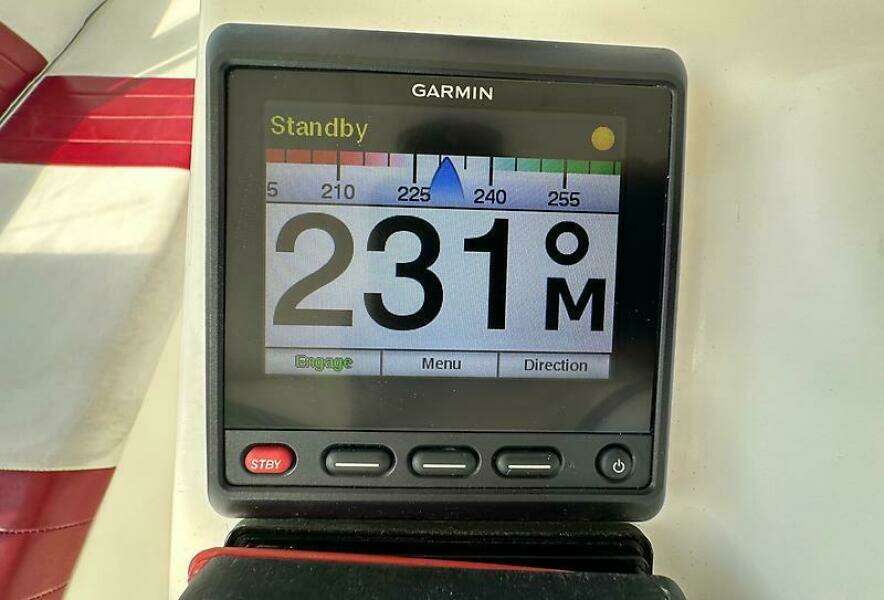 GARMIN
Standby
5 210 225 240 255
231°M
Engage Menu Direction
STBY